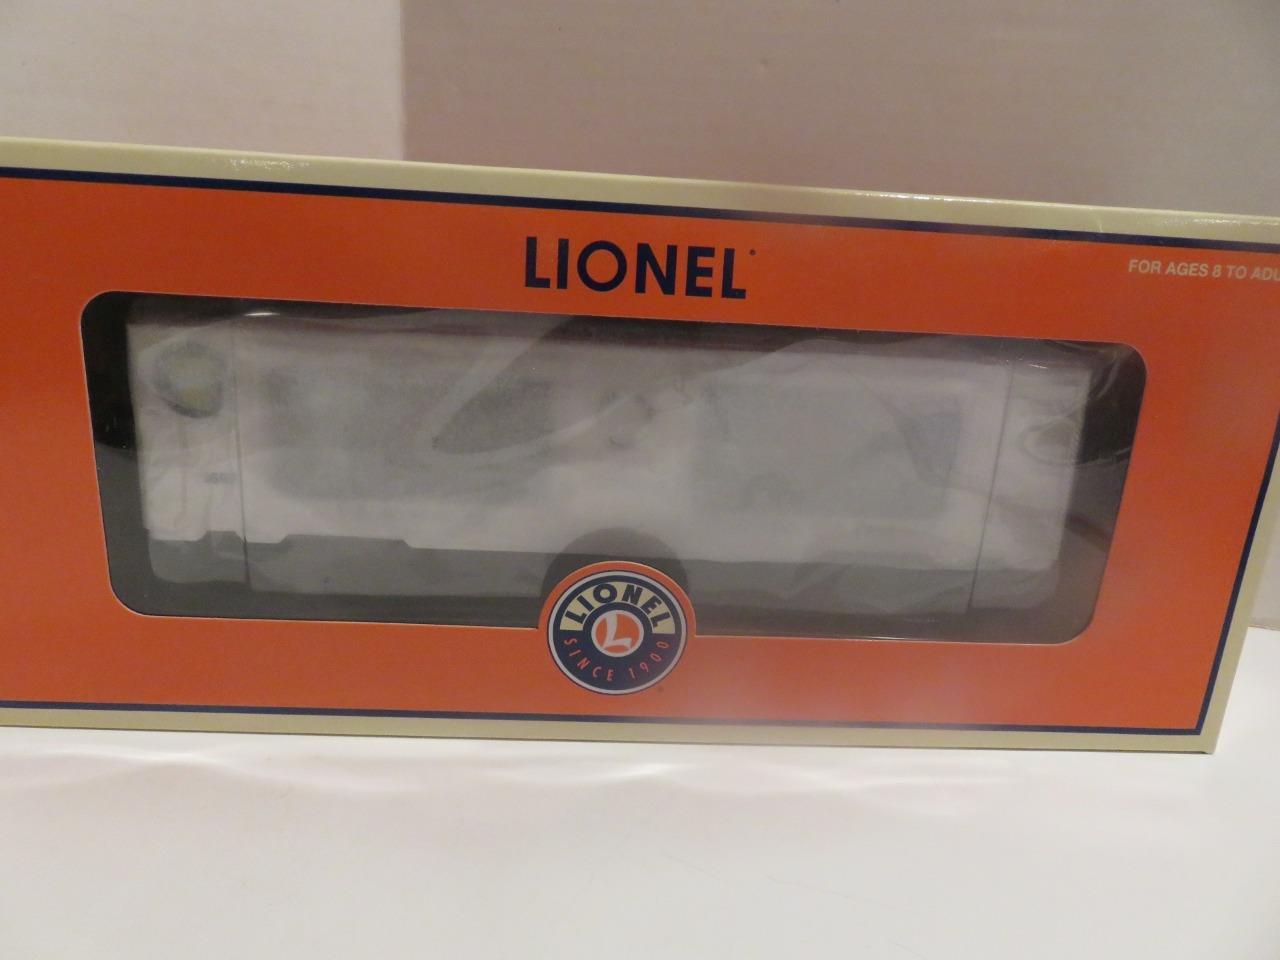 LIONEL
FOR AGES 8 TO ADU
LIONEL
L
SINCE 1900